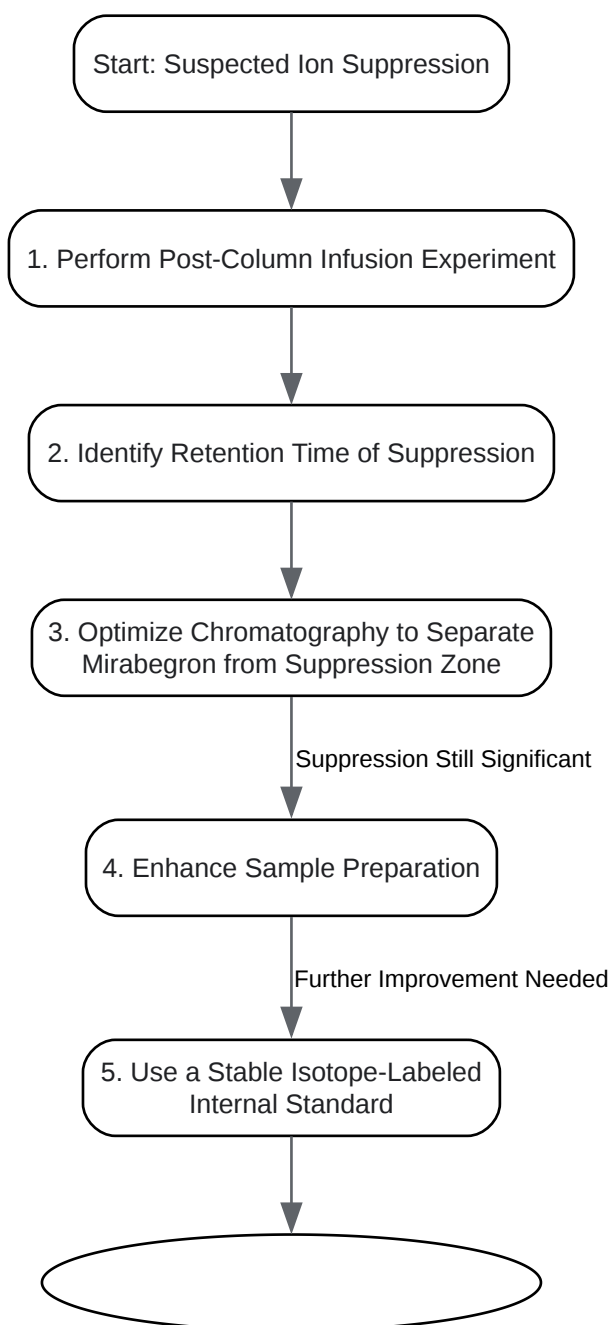 Start: Suspected Ion Suppression
1. Perform Post-Column Infusion Experiment
2. Identify Retention Time of Suppression
3. Optimize Chromatography to Separate
Mirabegron from Suppression Zone
Suppression Still Significant
4. Enhance Sample Preparation
Further Improvement Needed
5. Use a Stable Isotope-Labeled
Internal Standard